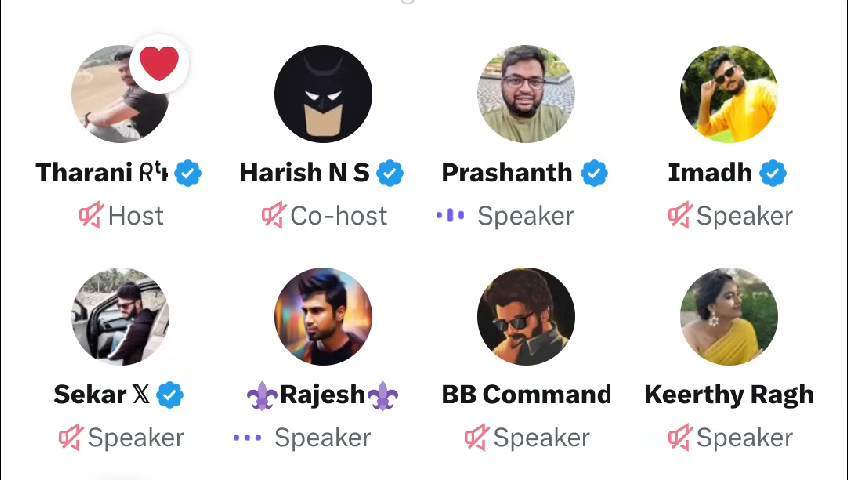 Tharani
Harish N S
Prashanth
Imadh
Host
Co-host
Speaker
Speaker
Sekar 𝕏
Rajesh
BB Command
Keerthy Ragh
Speaker
Speaker
Speaker
Speaker